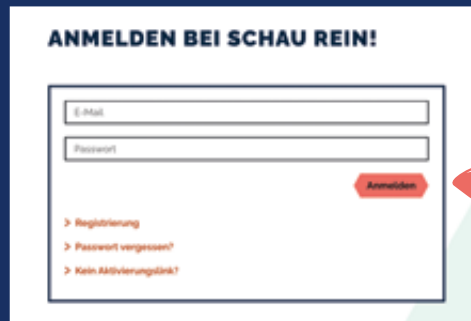 ANMELDEN BEI SCHAU REIN!
E-Mail
Passwort
Anmelden
> Registrierung
> Passwort vergessen?
> Kein Aktivierungslink?